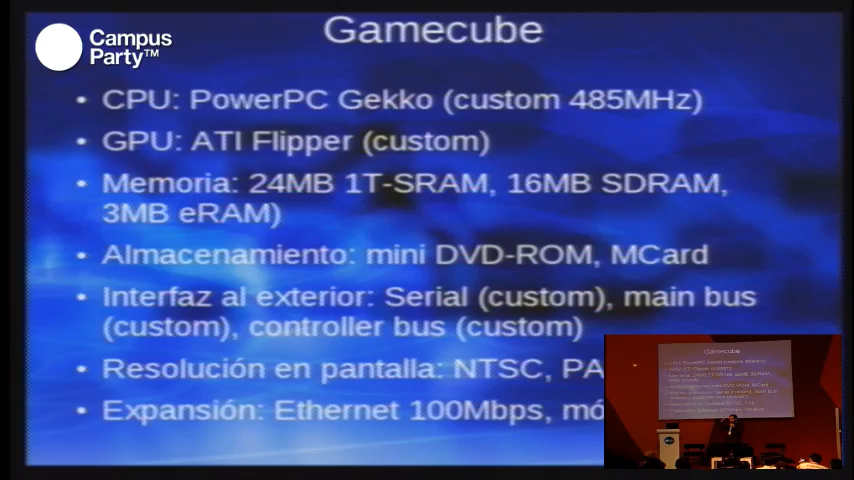 Gamecube
Campus
Party™
• CPU: PowerPC Gekko (custom 485MHz)
• GPU: ATI Flipper (custom)
• Memoria: 24MB 1T-SRAM, 16MB SDRAM,
3MB eRAM)
• Almacenamiento: mini DVD-ROM, MCard
• Interfaz al exterior: Serial (custom), main bus
(custom), controller bus (custom)
• Resolución en pantalla: NTSC,
• Expansión: Ethernet 100Mbps,
Gamecube